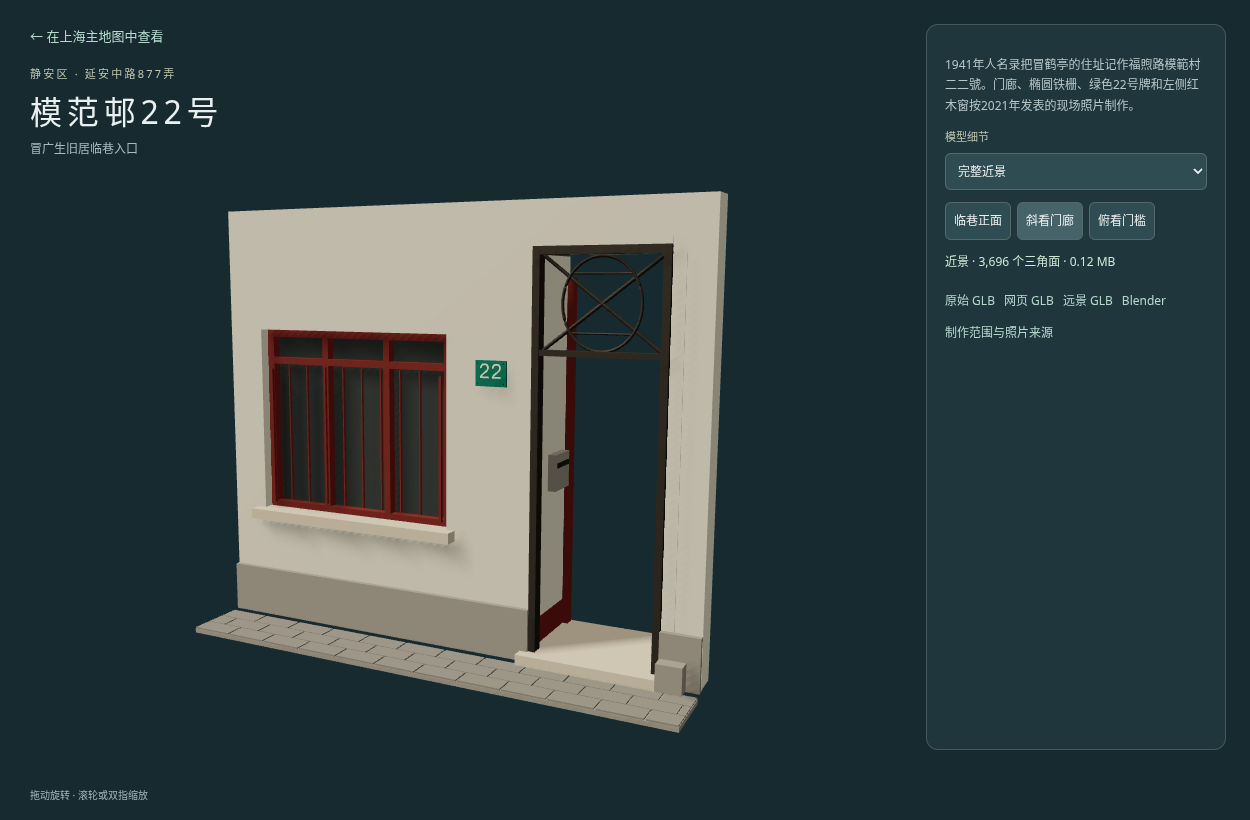 ← 在上海主地图中查看
静安区 · 延安中路877弄
模范邨22号
冒广生旧居临巷入口
22
1941年人名录把冒鹤亭的住址记作福煦路模範村
二二號。门廊、椭圆铁栅、绿色22号牌和左侧红
木窗按2021年发表的现场照片制作。
模型细节
完整近景
临巷正面 斜看门廊 俯看门槛
近景 · 3,696 个三角面 · 0.12 MB
原始 GLB 网页 GLB 远景 GLB Blender
制作范围与照片来源
拖动旋转 · 滚轮或双指缩放